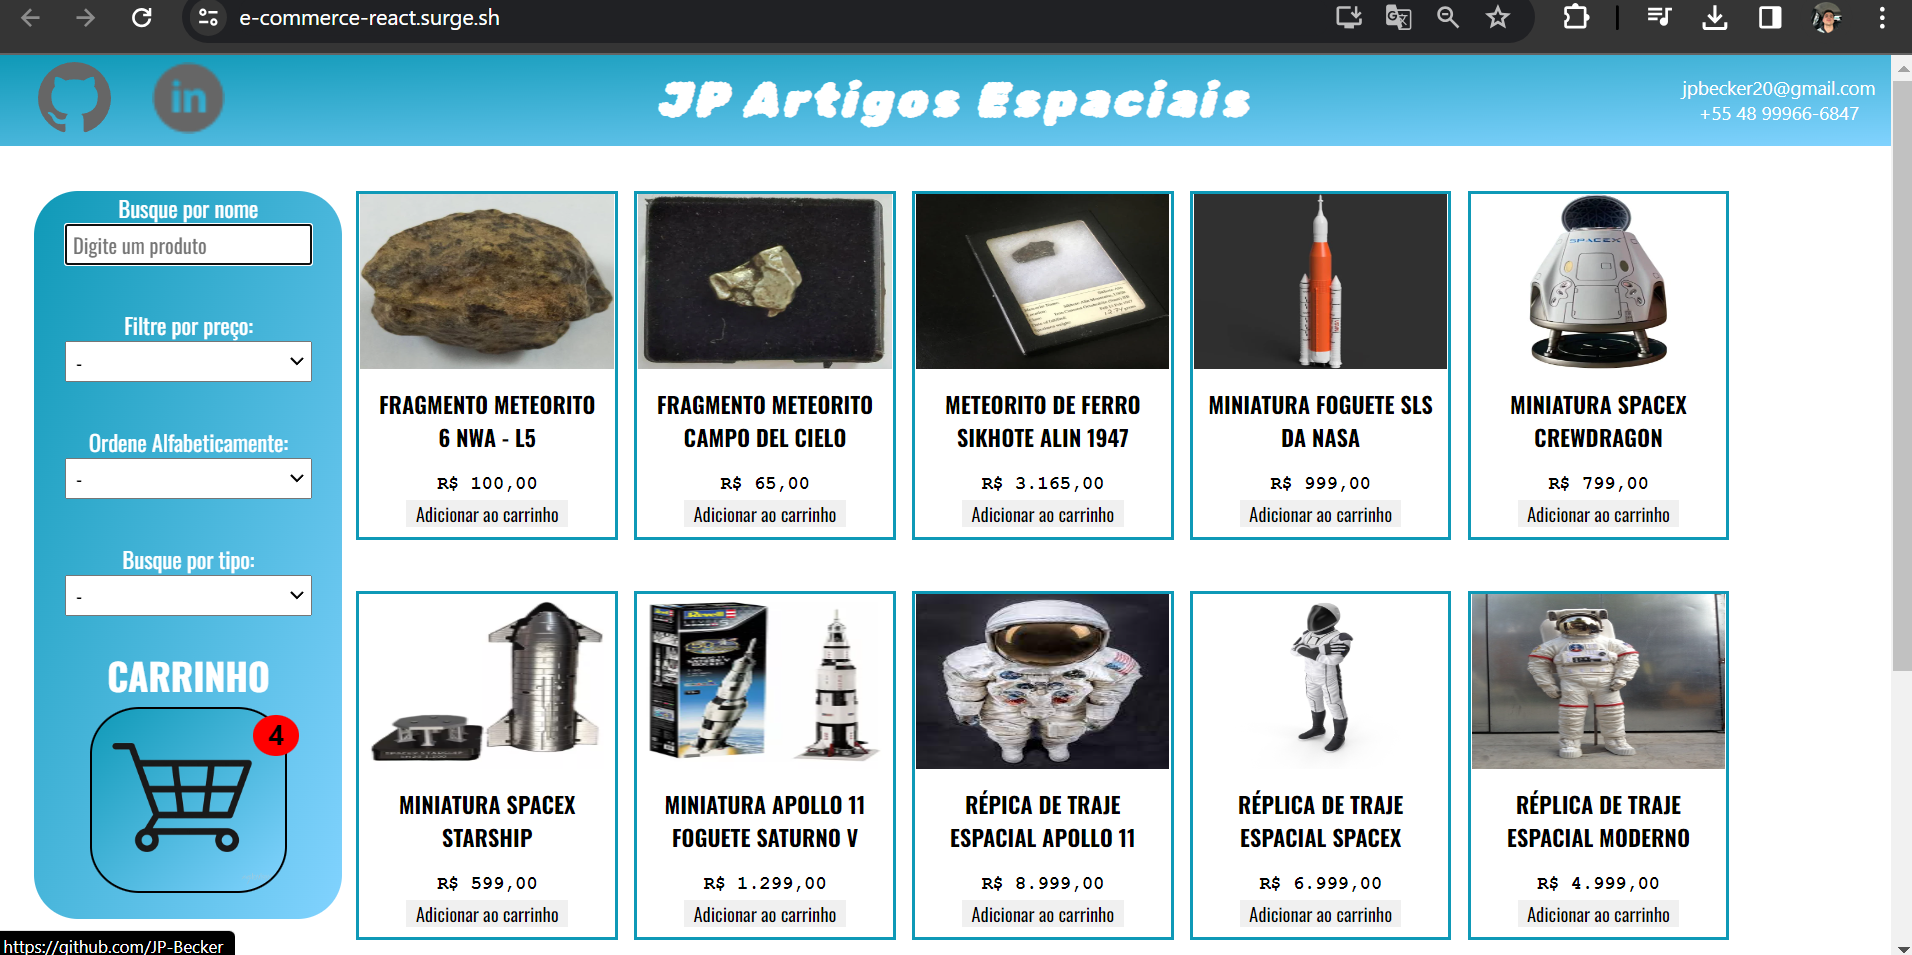 e-commerce-react.surge.sh
in
JP Artigos Espaciais
jpbecker20@gmail.com
+55 48 99966-6847
Busque por nome
Digite um produto
Filtre por preço:
-
Ordene Alfabeticamente:
-
Busque por tipo:
-
CARRINHO
4
FRAGMENTO METEORITO
6 NWA - L5
R$ 100,00
Adicionar ao carrinho
FRAGMENTO METEORITO
CAMPO DEL CIELO
R$ 65,00
Adicionar ao carrinho
METEORITO DE FERRO
SIKHOTE ALIN 1947
R$ 3.165,00
Adicionar ao carrinho
MINIATURA FOGUETE SLS
DA NASA
R$ 999,00
Adicionar ao carrinho
SPACEX
MINIATURA SPACEX
CREWDRAGON
R$ 799,00
Adicionar ao carrinho
MINIATURA SPACEX
STARSHIP
R$ 599,00
Adicionar ao carrinho
Revell
MINIATURA APOLLO 11
FOGUETE SATURNO V
R$ 1.299,00
Adicionar ao carrinho
RÉPICA DE TRAJE
ESPACIAL APOLLO 11
R$ 8.999,00
Adicionar ao carrinho
RÉPLICA DE TRAJE
ESPACIAL SPACEX
R$ 6.999,00
Adicionar ao carrinho
RÉPLICA DE TRAJE
ESPACIAL MODERNO
R$ 4.999,00
Adicionar ao carrinho
https://github.com/JP-Becker